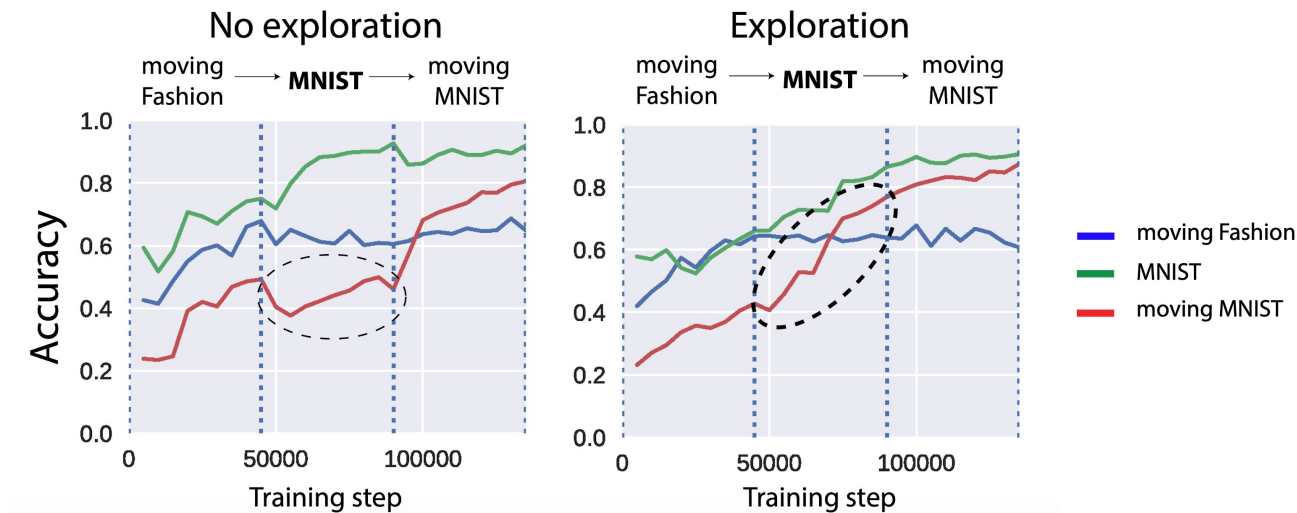 No exploration
moving
Fashion
MNIST
moving
MNIST
Accuracy
1.0
0.8
0.6
0.4
0.2
0.0
0
50000
100000
Training step
Exploration
moving
Fashion
MNIST
moving
MNIST
1.0
0.8
0.6
0.4
0.2
0.0
0
50000
100000
Training step
moving Fashion
MNIST
moving MNIST